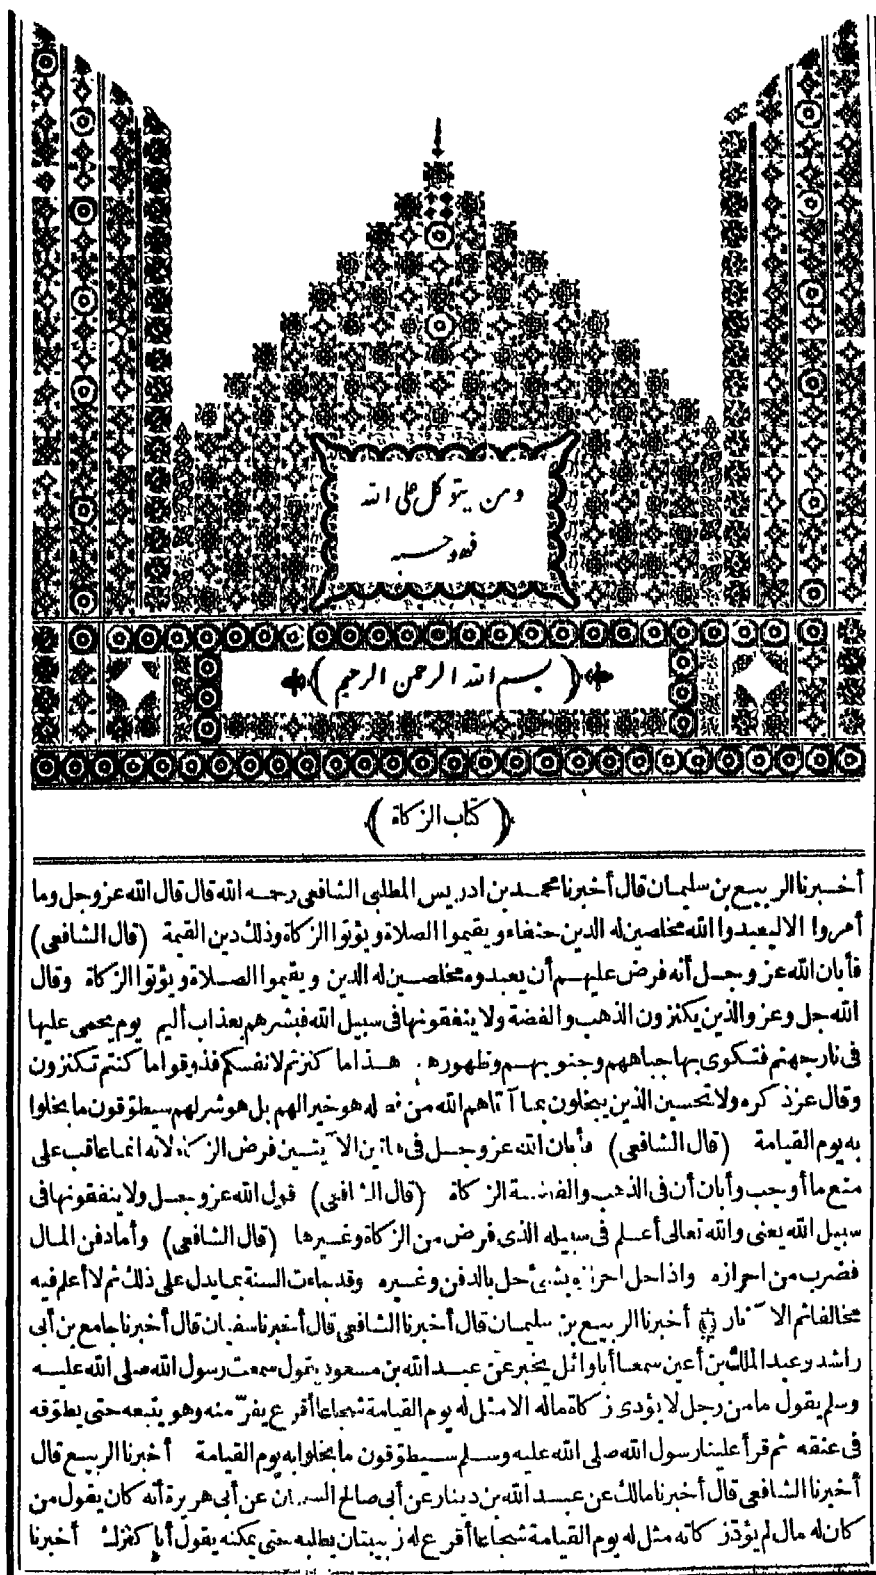 ومن يتوكل على الله
فهو حسبه
(بسم الله الرحمن الرحيم)
(كتاب الزكاة)
أخبرنا الربيع بن سليمان قال أخبرنا محمد بن ادريس المطلبي الشافعي رحمه الله قال قال الله عز وجل وما
أمروا الا ليعبدوا الله مخلصين له الدين حنفاء ويقيموا الصلاة ويؤتوا الزكاة وذلك دين القيمة (قال الشافعي)
فأبان الله عز وجل أنه فرض عليهم أن يعبدوه مخلصين له الدين ويقيموا الصلاة ويؤتوا الزكاة وقال
الله جل وعز والذين يكنزون الذهب والفضة ولا ينفقونها في سبيل الله فبشرهم بعذاب أليم يوم يحمى عليها
في نار جهنم فتكوى بها جباههم وجنوبهم وظهورهم هذا ما كنزتم لأنفسكم فذوقوا ما كنتم تكنزون
وقال عز ذكره ولا تحسبن الذين يبخلون بما آتاهم الله من فضله هو خيرا لهم بل هو شر لهم سيطوقون ما بخلوا
به يوم القيامة (قال الشافعي) فأبان الله عز وجل في هاتين الآيتين فرض الزكاة لأنه انما عاقب على
منع ما أوجب وأبان أن في الذهب والفضة الزكاة (قال الشافعي) قول الله عز وجل ولا ينفقونها في
سبيل الله يعني والله تعالى أعلم في سبيله الذي فرض من الزكاة وغيرها (قال الشافعي) وأما دفن المال
فضرب من احرازه واذا حل احرازه بشئ حل بالدفن وغيره وقد جاءت السنة بما يدل على ذلك ثم لا أعلم فيه
مخالفا ثم الآثار أخبرنا الربيع بن سليمان قال أخبرنا الشافعي قال أخبرنا سفيان قال أخبرنا جامع بن أبي
راشد وعبد الملك بن أعين سمعا أبا وائل يخبر عن عبد الله بن مسعود يقول سمعت رسول الله صلى الله عليه
وسلم يقول ما من رجل لا يؤدى زكاة ماله الا مثل له يوم القيامة شجاعا أقرع يفر منه وهو يتبعه حتى يطوقه
في عنقه ثم قرأ علينا رسول الله صلى الله عليه وسلم سيطوقون ما بخلوا به يوم القيامة أخبرنا الربيع قال
أخبرنا الشافعي قال أخبرنا مالك عن عبد الله بن دينار عن أبي صالح السمان عن أبي هريرة أنه كان يقول من
كان له مال لم يؤد زكاته مثل له يوم القيامة شجاعا أقرع له زبيبتان يطلبه حتى يمكنه يقول أنا كنزك أخبرنا